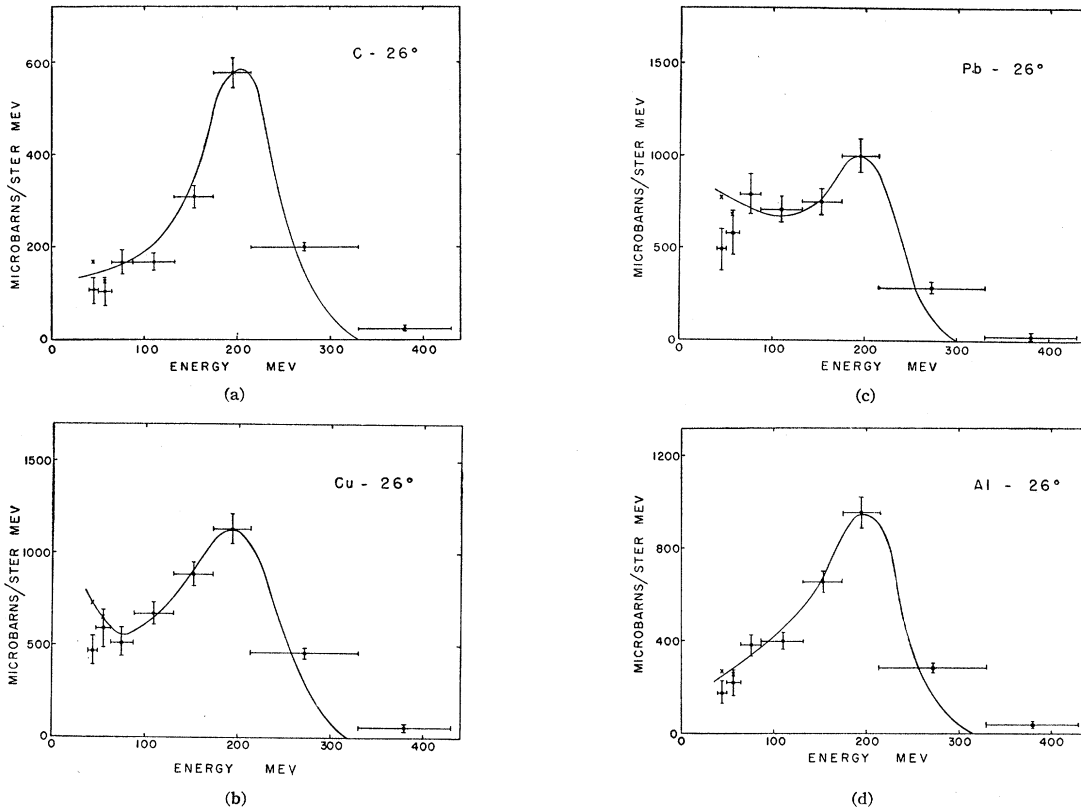 C - 26°
600
400
200
0
MICROBARNS/STER MEV
0 100 200 300 400
ENERGY MEV
(a)
Pb - 26°
1500
1000
500
0
MICROBARNS/STER MEV
0 100 200 300 400
ENERGY MEV
(c)
Cu - 26°
1500
1000
500
0
MICROBARNS/STER MEV
0 100 200 300 400
ENERGY MEV
(b)
Al - 26°
1200
800
400
0
MICROBARNS/STER MEV
0 100 200 300 400
ENERGY MEV
(d)